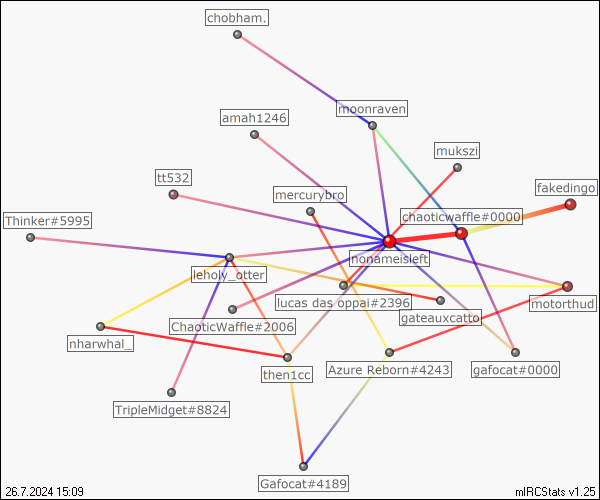 chobham.
moonraven
amah1246
mukszi
tt532
fakedingo
mercurybro
chaoticwaffle#0000
Thinker#5995
nonameisleft
leholy_otter
lucas das oppai#2396
motorthud_
gateauxcatto
ChaoticWaffle#2006
nharwhal_
then1cc
Azure Reborn#4243
gafocat#0000
TripleMidget#8824
Gafocat#4189
26.7.2024 15:09
mIRCStats v1.25